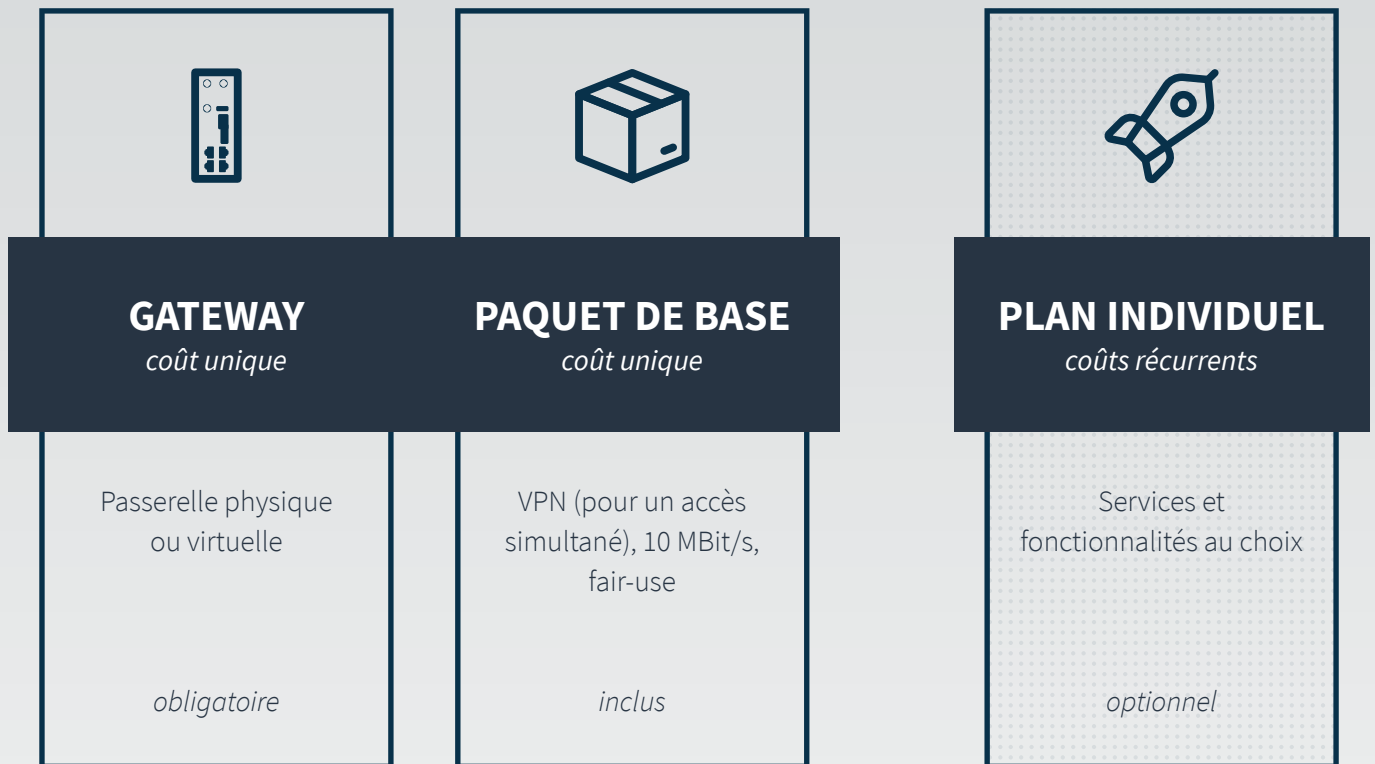 GATEWAY
coût unique
Passerelle physique
ou virtuelle
obligatoire
PAQUET DE BASE
coût unique
VPN (pour un accès
simultané), 10 MBit/s,
fair-use
inclus
PLAN INDIVIDUEL
coûts récurrents
Services et
fonctionnalités au choix
optionnel